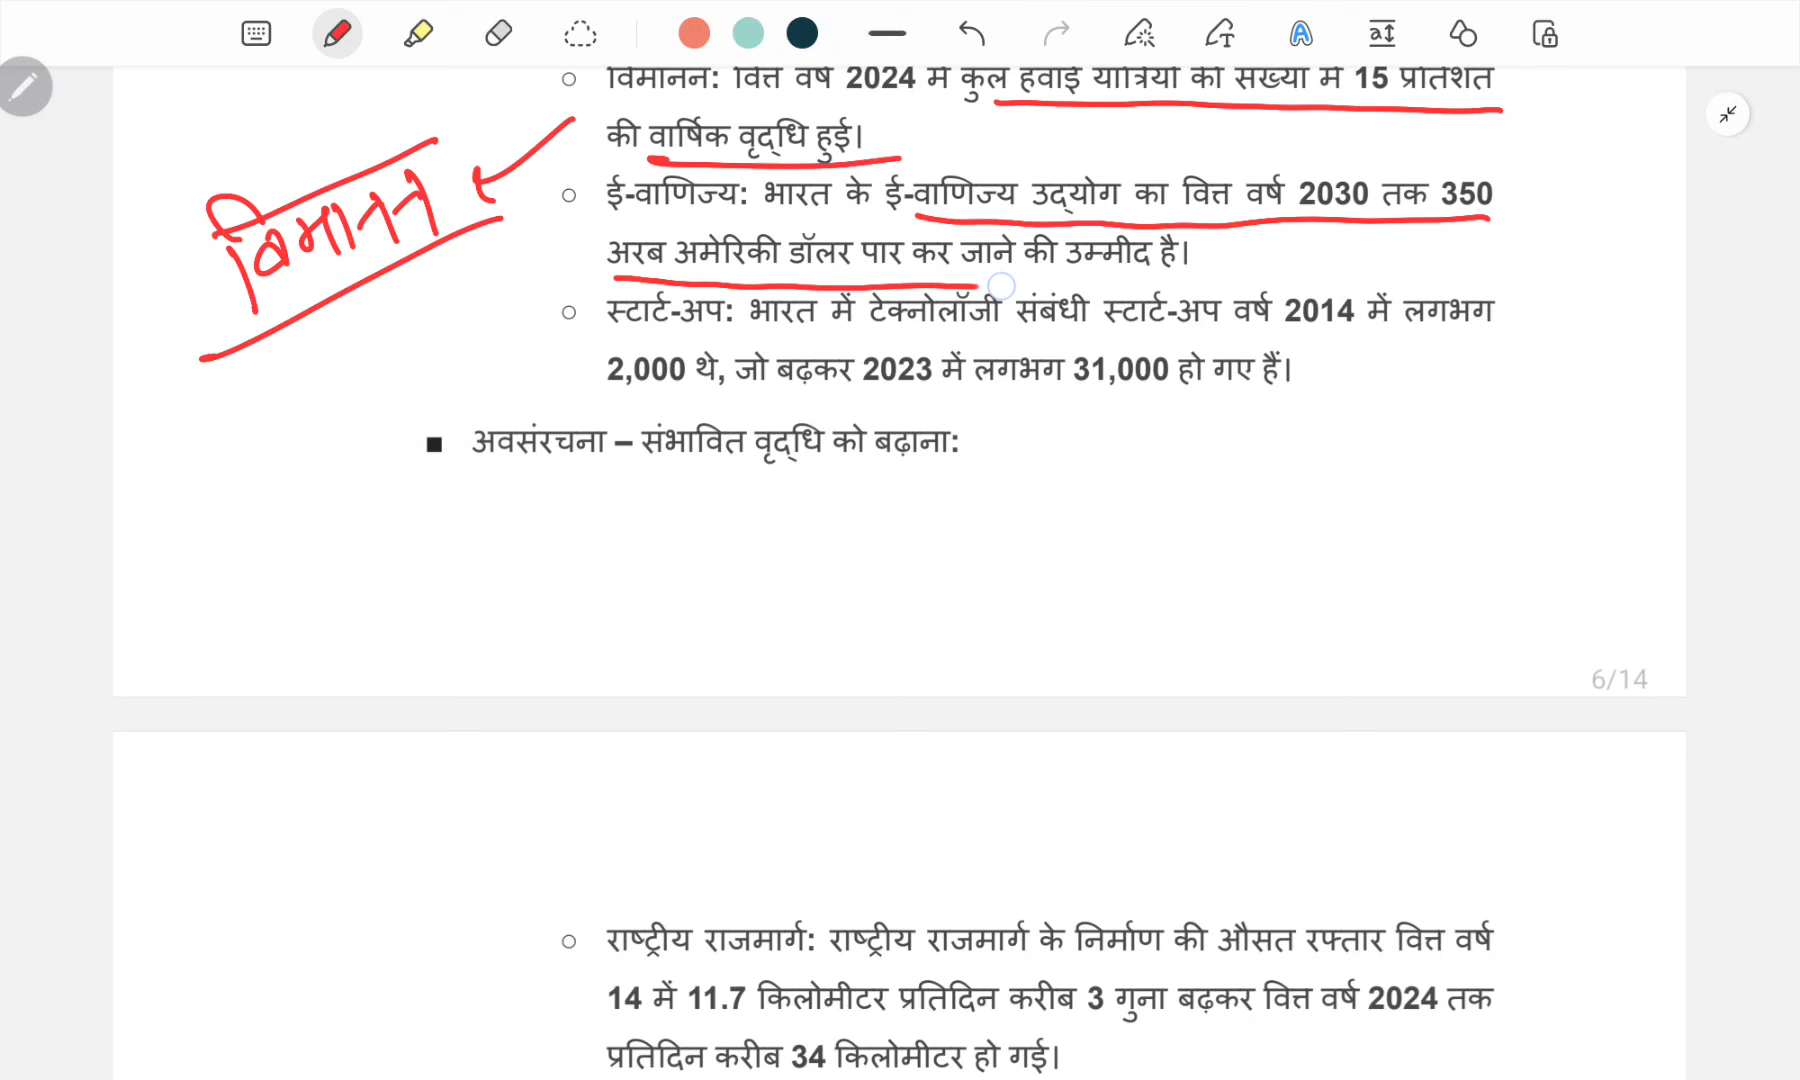 विमानन: वित्त वर्ष 2024 में कुल हवाई यात्रियों की संख्या में 15 प्रतिशत
की वार्षिक वृद्धि हुई।
विमानन
ई-वाणिज्य: भारत के ई-वाणिज्य उद्योग का वित्त वर्ष 2030 तक 350
अरब अमेरिकी डॉलर पार कर जाने की उम्मीद है।
स्टार्ट-अप: भारत में टेक्नोलॉजी संबंधी स्टार्ट-अप वर्ष 2014 में लगभग
2,000 थे, जो बढ़कर 2023 में लगभग 31,000 हो गए हैं।
अवसंरचना – संभावित वृद्धि को बढ़ाना:
6/14
राष्ट्रीय राजमार्ग: राष्ट्रीय राजमार्ग के निर्माण की औसत रफ्तार वित्त वर्ष
14 में 11.7 किलोमीटर प्रतिदिन करीब 3 गुना बढ़कर वित्त वर्ष 2024 तक
प्रतिदिन करीब 34 किलोमीटर हो गई।